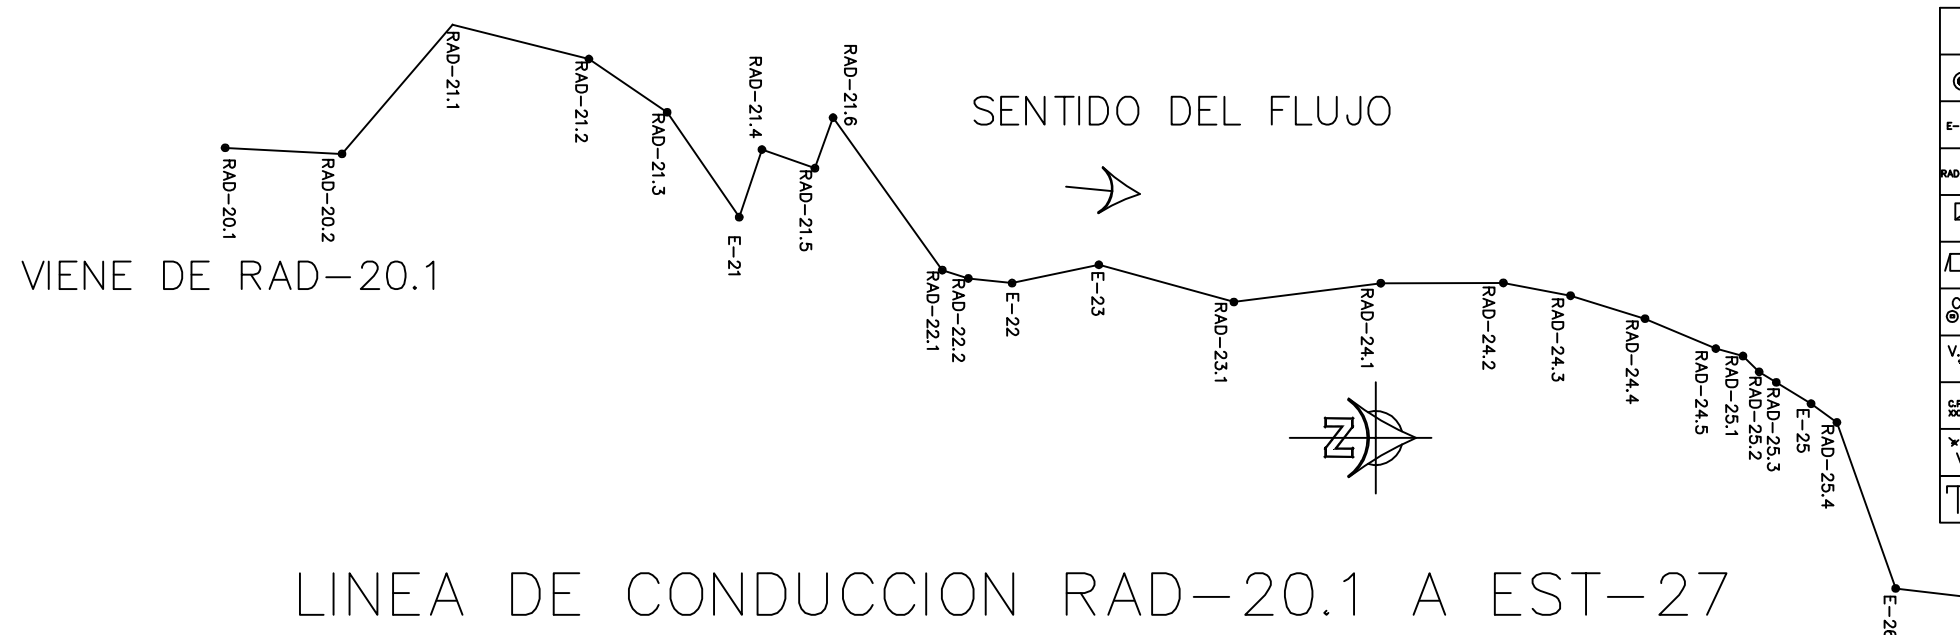 RAD-20.1
RAD-20.2
RAD-21.1
RAD-21.2
RAD-21.3
E-21
RAD-21.4
RAD-21.5
RAD-21.6
SENTIDO DEL FLUJO
VIENE DE RAD-20.1
RAD-22.1
RAD-22.2
E-22
E-23
RAD-23.1
RAD-24.1
RAD-24.2
RAD-24.3
RAD-24.4
RAD-24.5
RAD-25.1
RAD-25.2
RAD-25.3
E-25
RAD-25.4
E-26
N
LINEA DE CONDUCCION RAD-20.1 A EST-27
E-
RAD